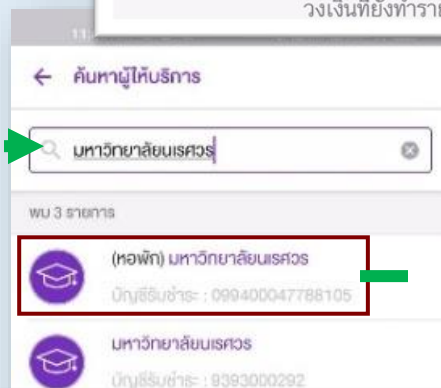 วงเงินที่ยังทำราย
ค้นหาผู้ให้บริการ
มหาวิทยาลัยนเรศวร
พบ 3 รายการ
(หอพัก) มหาวิทยาลัยนเรศวร
บัญชีรับชำระ : 099400047788105
มหาวิทยาลัยนเรศวร
บัญชีรับชำระ : 9393000292